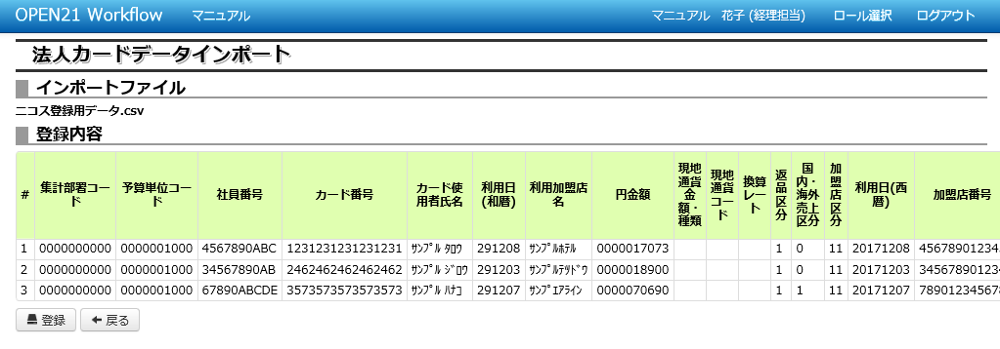 OPEN21 Workflow マニュアル マニュアル 花子 (経理担当) ロール選択 ログアウト
法人カードデータインポート
インポートファイル
ニコス登録用データ.csv
登録内容
# 集計部署コード 予算単位コード 社員番号 カード番号 カード使用者氏名 利用日(和暦) 利用加盟店名 円金額 現地通貨金額・種類 現地通貨コード 換算レート 返品区分 国内・海外売上区分 加盟店区分 利用日(西暦) 加盟店番号
1 0000000000 0000001000 4567890ABC 1231231231231231 ｻﾝﾌﾟﾙ ﾀﾛｳ 291208 ｻﾝﾌﾟﾙﾎﾃﾙ 0000017073 1 0 11 20171208 45678901234
2 0000000000 0000001000 34567890AB 2462462462462462 ｻﾝﾌﾟﾙ ｼﾞﾛｳ 291203 ｻﾝﾌﾟﾙﾃﾂﾄﾞｳ 0000018900 1 0 11 20171203 345678901234
3 0000000000 0000001000 67890ABCDE 3573573573573573 ｻﾝﾌﾟﾙ ﾊﾅｺ 291207 ｻﾝﾌﾟｴｱﾗｲﾝ 0000070690 1 1 11 20171207 789012345678
登録 戻る